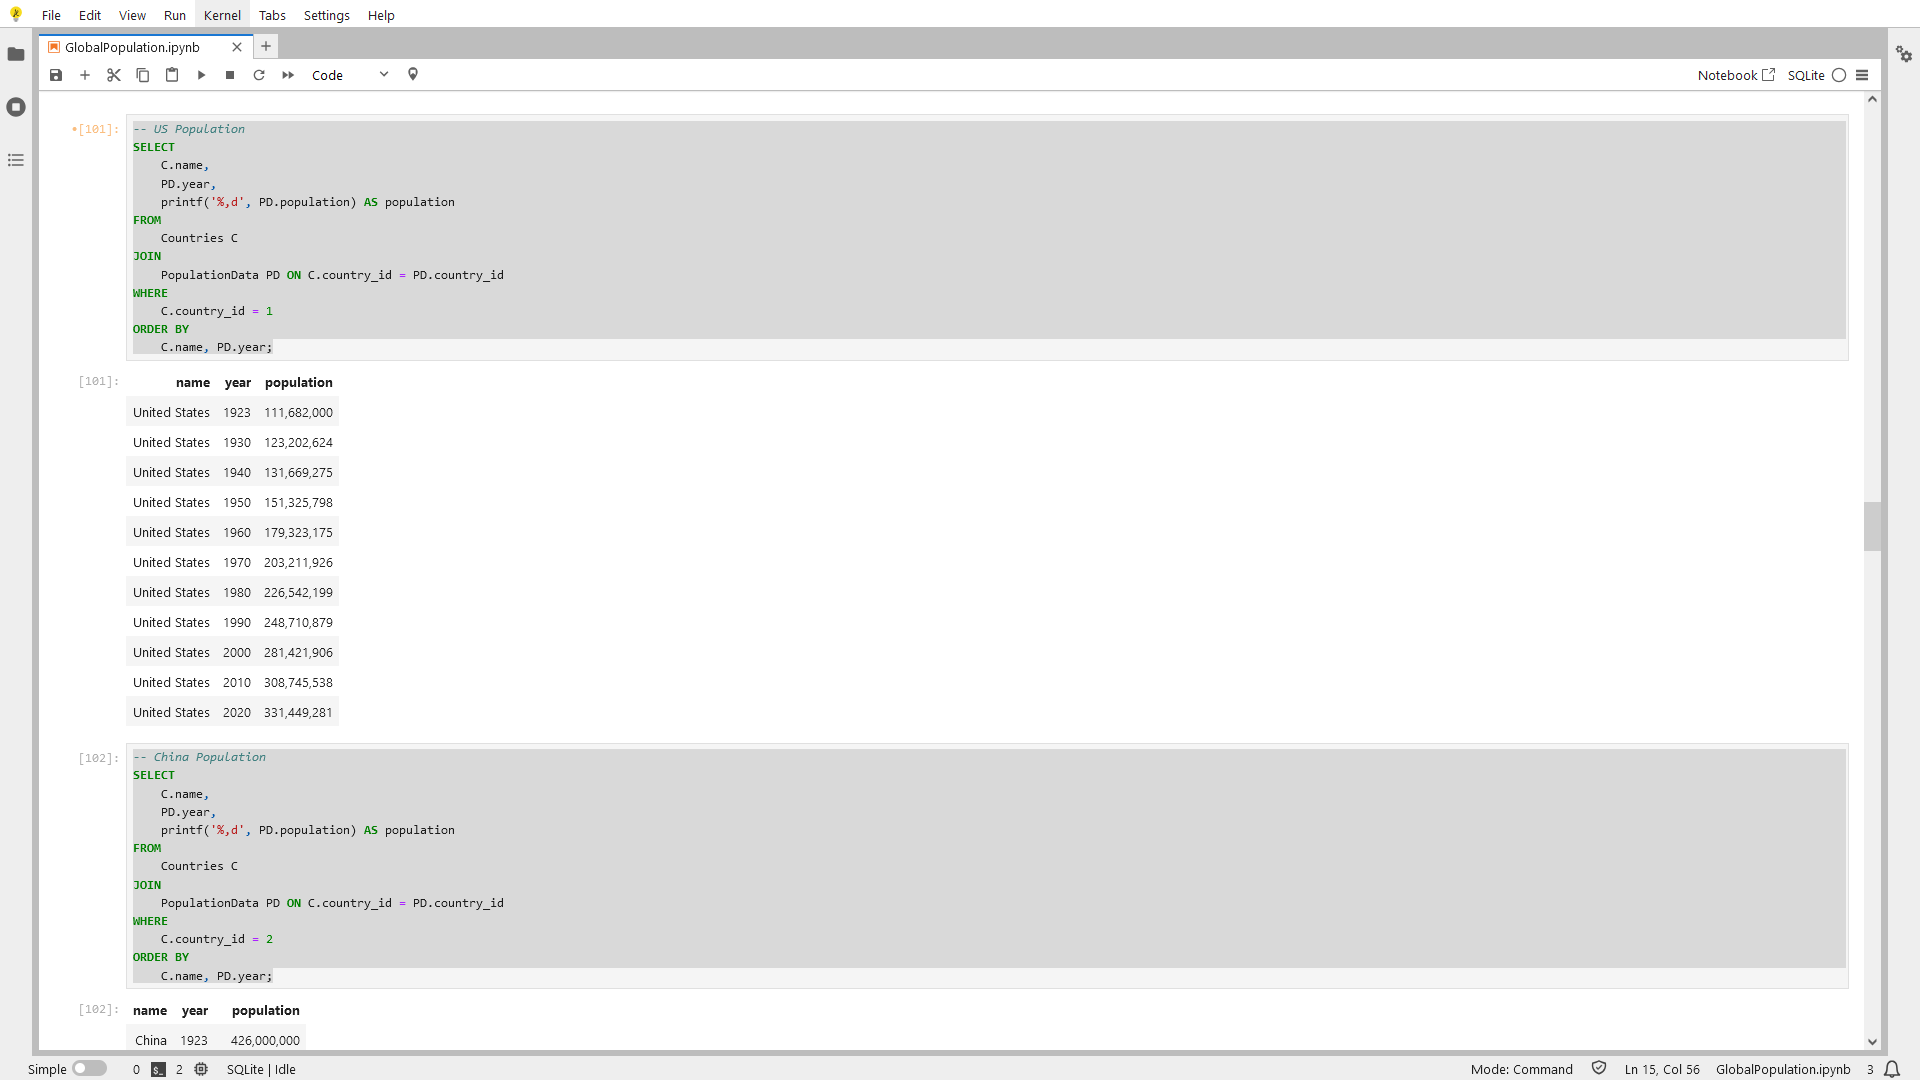 File Edit View Run Kernel Tabs Settings Help
GlobalPopulation.ipynb
Code
Notebook SQLite
[101]:
-- US Population
SELECT
C.name,
PD.year,
printf('%,d', PD.population) AS population
FROM
Countries C
JOIN
PopulationData PD ON C.country_id = PD.country_id
WHERE
C.country_id = 1
ORDER BY
C.name, PD.year;
[101]:
name year population
United States 1923 111,682,000
United States 1930 123,202,624
United States 1940 131,669,275
United States 1950 151,325,798
United States 1960 179,323,175
United States 1970 203,211,926
United States 1980 226,542,199
United States 1990 248,710,879
United States 2000 281,421,906
United States 2010 308,745,538
United States 2020 331,449,281
[102]:
-- China Population
SELECT
C.name,
PD.year,
printf('%,d', PD.population) AS population
FROM
Countries C
JOIN
PopulationData PD ON C.country_id = PD.country_id
WHERE
C.country_id = 2
ORDER BY
C.name, PD.year;
[102]:
name year population
China 1923 426,000,000
Simple 0 2 SQLite | Idle Mode: Command Ln 15, Col 56 GlobalPopulation.ipynb 3